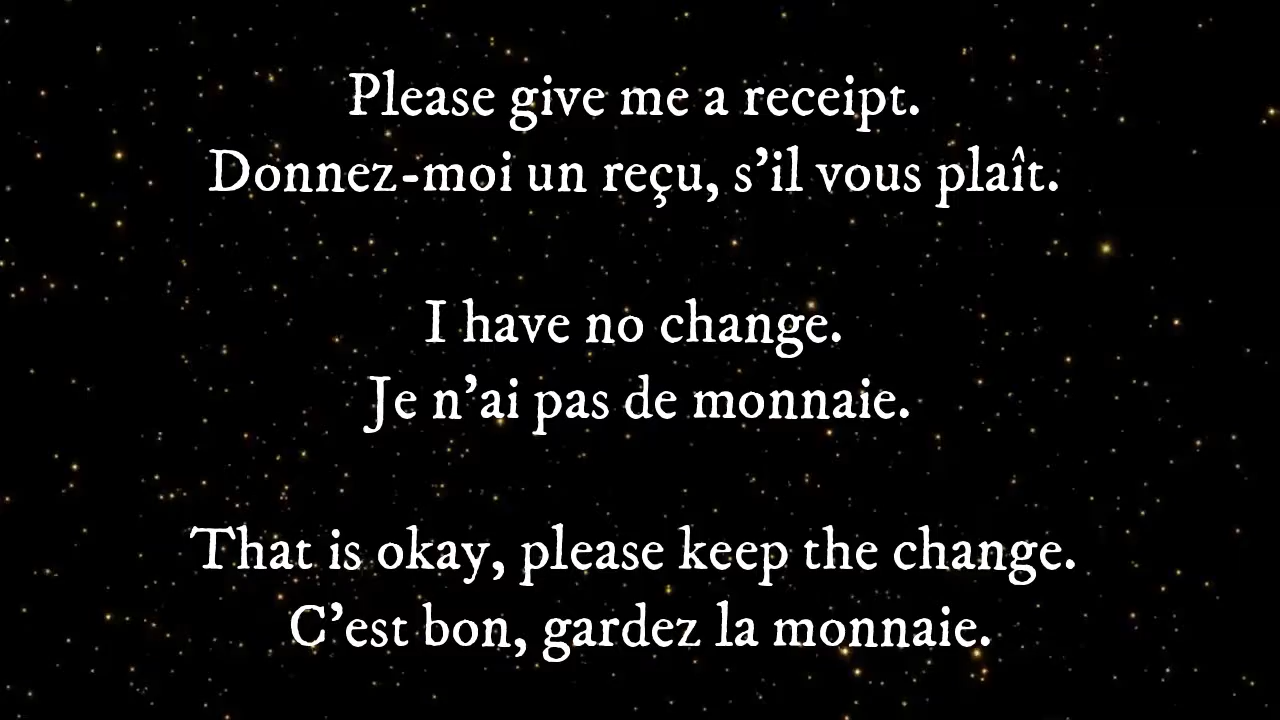 Please give me a receipt.
Donnez-moi un reçu, s’il vous plaît.
I have no change.
Je n’ai pas de monnaie.
That is okay, please keep the change.
C’est bon, gardez la monnaie.